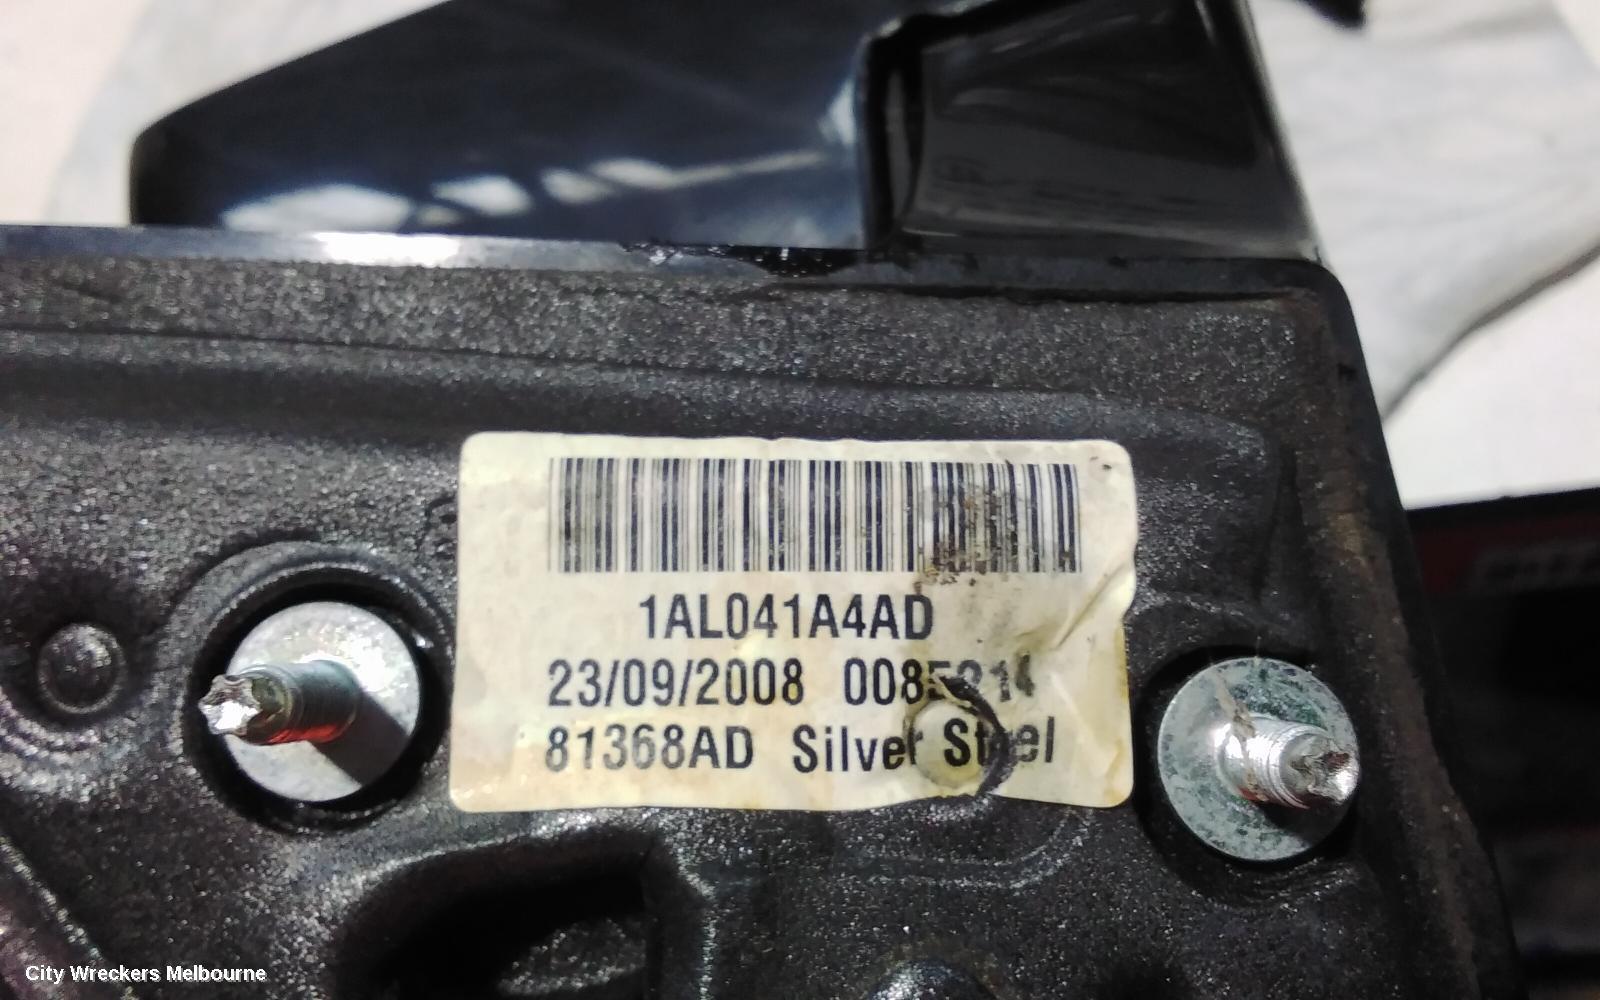 1AL041A4AD
23/09/2008
81368AD Silver Steel
City Wreckers Melbourne